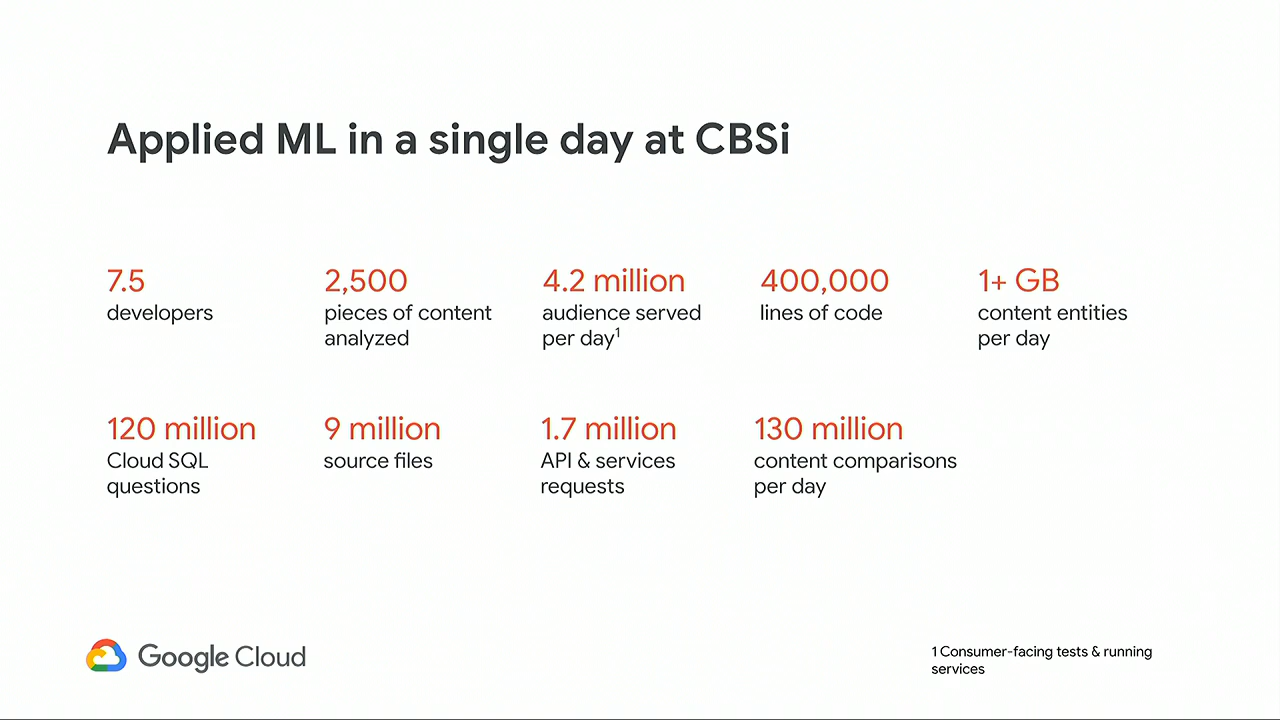 Applied ML in a single day at CBSi
7.5
developers
2,500
pieces of content
analyzed
4.2 million
audience served
per day¹
400,000
lines of code
1+ GB
content entities
per day
120 million
Cloud SQL
questions
9 million
source files
1.7 million
API & services
requests
130 million
content comparisons
per day
Google Cloud
1 Consumer-facing tests & running
services